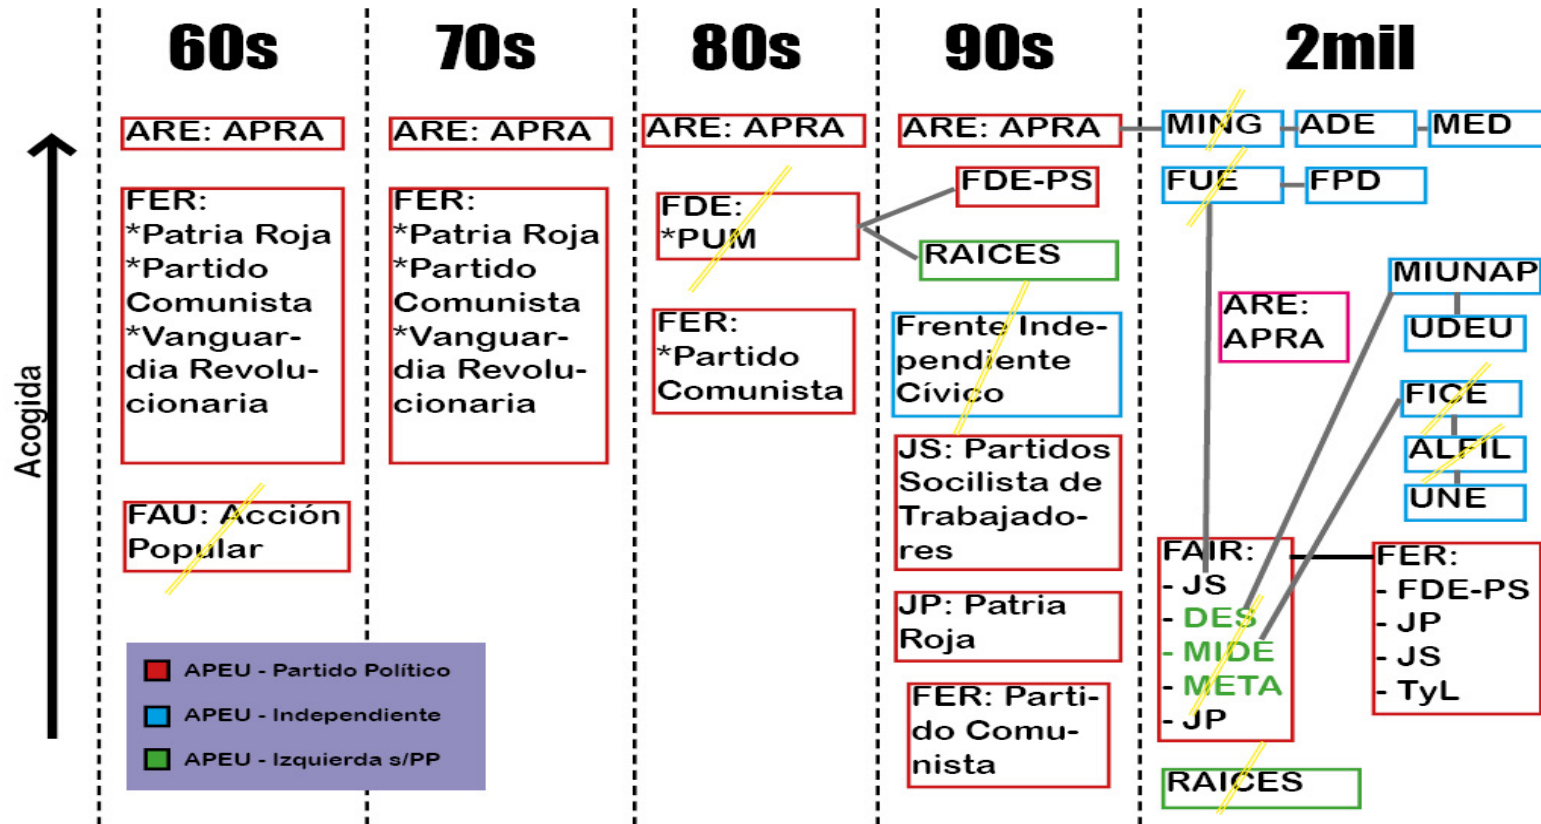 Acogida
60s
ARE: APRA
FER:
*Patria Roja
*Partido
Comunista
*Vanguar-
dia Revolu-
cionaria
FAU: Acción
Popular
70s
ARE: APRA
FER:
*Patria Roja
*Partido
Comunista
*Vanguar-
dia Revolu-
cionaria
80s
ARE: APRA
FDE:
*PUM
FER:
*Partido
Comunista
90s
ARE: APRA
FDE-PS
RAICES
Frente Inde-
pendiente
Cívico
JS: Partidos
Socilista de
Trabajado-
res
JP: Patria
Roja
FER: Parti-
do Comu-
nista
2mil
MING
ADE
MED
FUE
FPD
MIUNAP
UDEU
ARE:
APRA
FICE
ALFIL
UNE
FAIR:
- JS
- DES
- MIDE
- META
- JP
FER:
- FDE-PS
- JP
- JS
- TyL
RAICES
APEU - Partido Político
APEU - Independiente
APEU - Izquierda s/PP